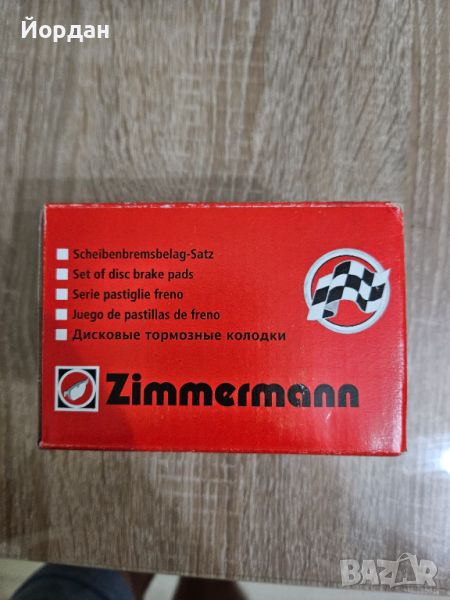 Йордан
Scheibenbremsbelag-Satz
Set of disc brake pads
Serie pastiglie freno
Juego de pastillas de freno
Дисковые тормозные колодки
Zimmermann
BAZAR